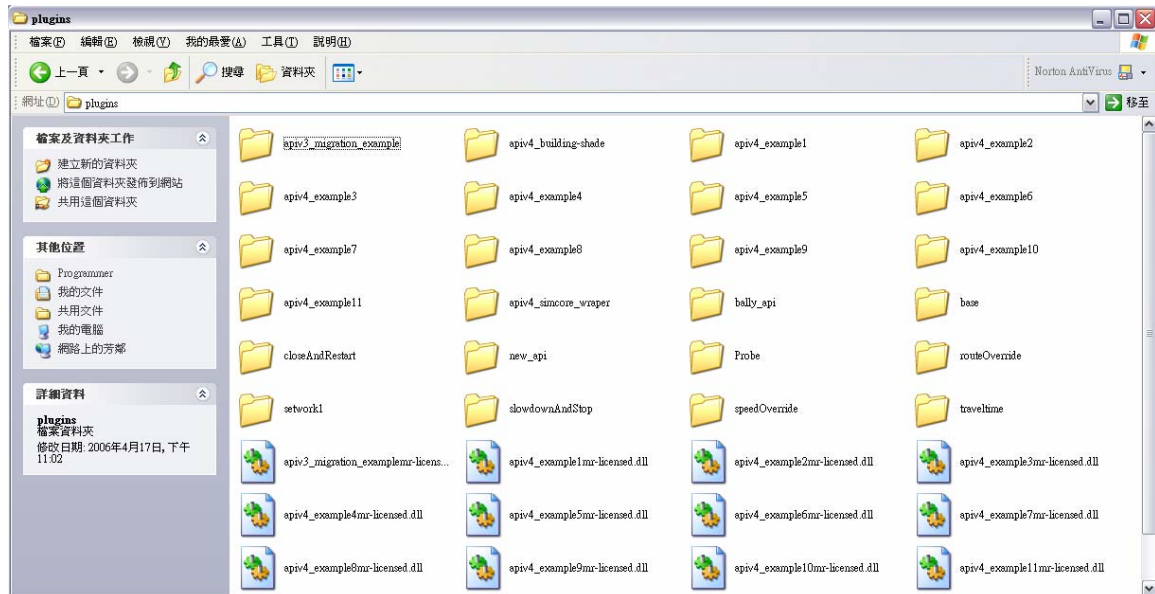 plugins
檔案(F) 編輯(E) 檢視(V) 我的最愛(A) 工具(T) 說明(H)
上一頁 搜尋 資料夾 Norton AntiVirus
網址(D) plugins 移至
檔案及資料夾工作
建立新的資料夾
將這個資料夾發佈到網站
共用這個資料夾
其他位置
Programmer
我的文件
共用文件
我的電腦
網路上的芳鄰
詳細資料
plugins
檔案資料夾
修改日期: 2006年4月17日, 下午
11:02
apiv3_migration_example apiv4_building-shade apiv4_example1 apiv4_example2
apiv4_example3 apiv4_example4 apiv4_example5 apiv4_example6
apiv4_example7 apiv4_example8 apiv4_example9 apiv4_example10
apiv4_example11 apiv4_simcore_wraper bally_api base
closeAndRestart new_api Probe routeOverride
setwork1 slowdownAndStop speedOverride traveltime
apiv3_migration_examplemr-licens... apiv4_example1mr-licensed.dll apiv4_example2mr-licensed.dll apiv4_example3mr-licensed.dll
apiv4_example4mr-licensed.dll apiv4_example5mr-licensed.dll apiv4_example6mr-licensed.dll apiv4_example7mr-licensed.dll
apiv4_example8mr-licensed.dll apiv4_example9mr-licensed.dll apiv4_example10mr-licensed.dll apiv4_example11mr-licensed.dll